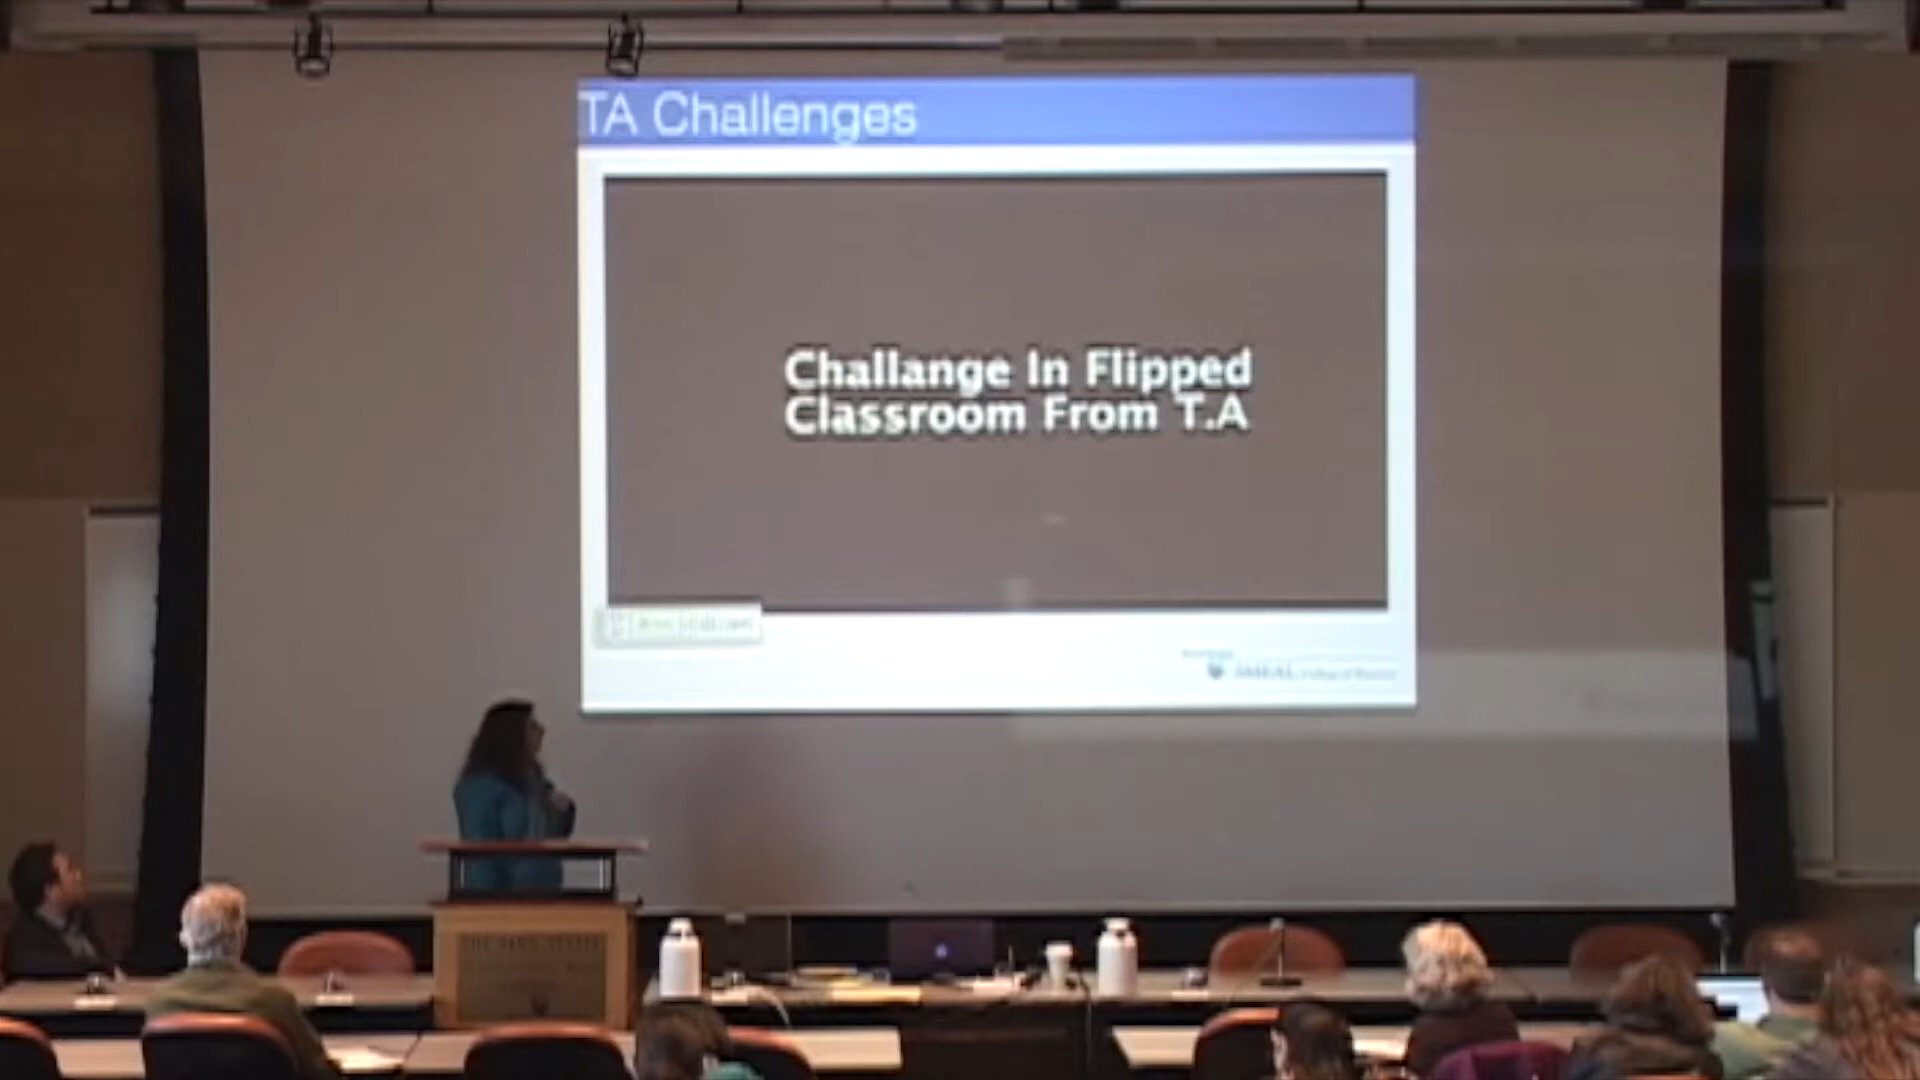 TA Challenges
Challange In Flipped
Classroom From T.A